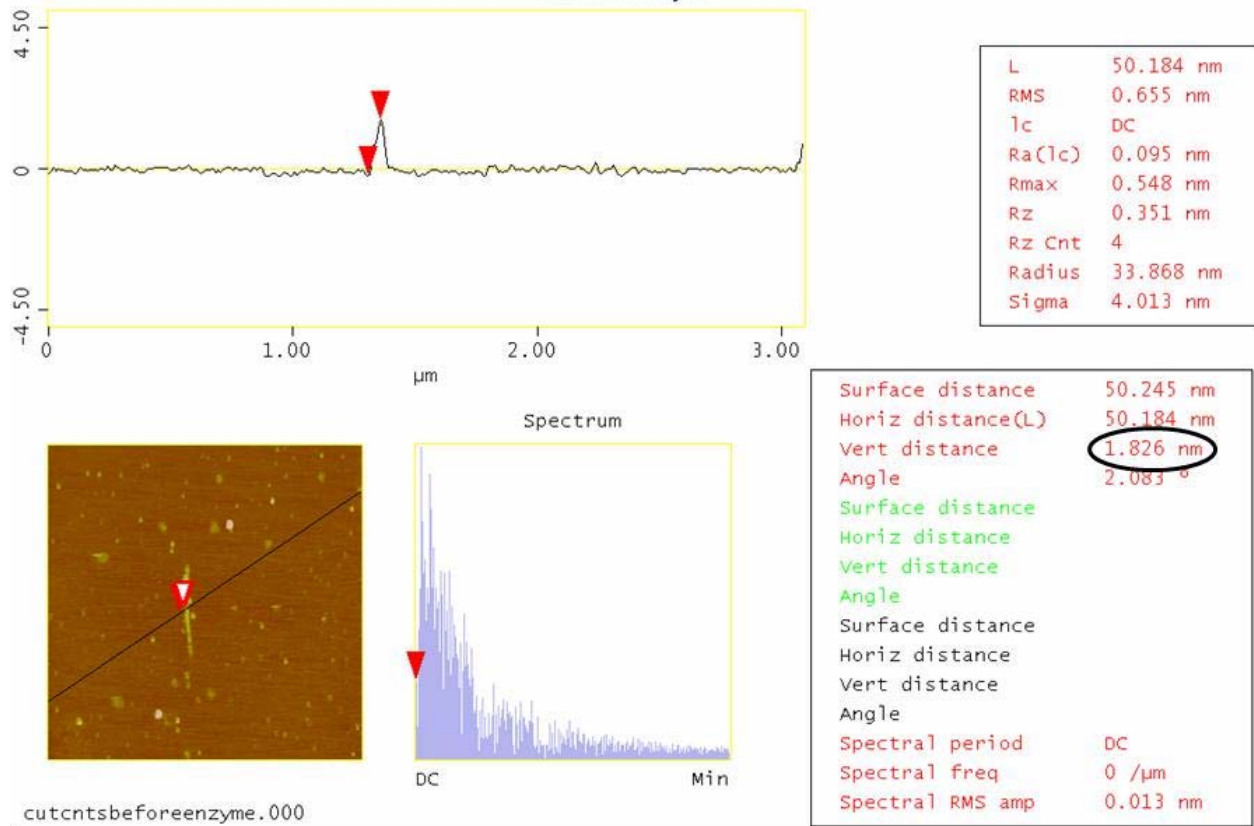 4.50
0
-4.50
0 1.00 2.00 3.00
µm
L 50.184 nm
RMS 0.655 nm
lc DC
Ra(lc) 0.095 nm
Rmax 0.548 nm
Rz 0.351 nm
Rz Cnt 4
Radius 33.868 nm
Sigma 4.013 nm
Surface distance 50.245 nm
Horiz distance(L) 50.184 nm
Vert distance 1.826 nm
Angle 2.083 °
Surface distance
Horiz distance
Vert distance
Angle
Surface distance
Horiz distance
Vert distance
Angle
Spectral period DC
Spectral freq 0 /µm
Spectral RMS amp 0.013 nm
Spectrum
DC Min
cutcntsbeforeenzyme.000